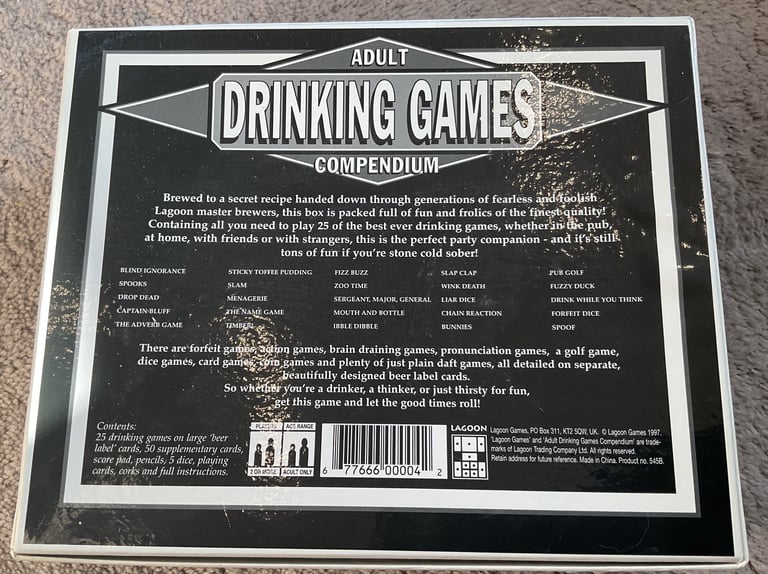 ADULT
DRINKING GAMES
COMPENDIUM
Brewed to a secret recipe handed down through generations of fearless and foolish
Lagoon master brewers, this box is packed full of fun and frolics of the finest quality!
Containing all you need to play 25 of the best ever drinking games, whether in the pub,
at home, with friends or with strangers, this is the perfect party companion - and it's still
tons of fun if you're stone cold sober!
BLIND IGNORANCE STICKY TOFFEE PUDDING FIZZ BUZZ SLAP CLAP PUB GOLF
SPOOKS SLAM ZOO TIME WINK DEATH FUZZY DUCK
DROP DEAD MENAGERIE SERGEANT, MAJOR, GENERAL LIAR DICE DRINK WHILE YOU THINK
CAPTAIN BLUFF THE NAME GAME MOUTH AND BOTTLE CHAIN REACTION FORFEIT DICE
THE ADVERB GAME TIMBER! IBBLE DIBBLE BUNNIES SPOOF
There are forfeit games, action games, brain draining games, pronunciation games, a golf game,
dice games, card games, coin games and plenty of just plain daft games, all detailed on separate,
beautifully designed beer label cards.
So whether you're a drinker, a thinker, or just thirsty for fun,
get this game and let the good times roll!
Contents:
25 drinking games on large 'beer
label' cards, 50 supplementary cards,
score pad, pencils, 5 dice, playing
cards, corks and full instructions.
PLAYERS AGE RANGE
2 OR MORE ADULT ONLY
6 77666 00004 2
LAGOON
Lagoon Games, PO Box 311, KT2 5QW, UK. © Lagoon Games 1997.
'Lagoon Games' and 'Adult Drinking Games Compendium' are trade-
marks of Lagoon Trading Company Ltd. All rights reserved.
Retain address for future reference. Made in China. Product no. 545B.